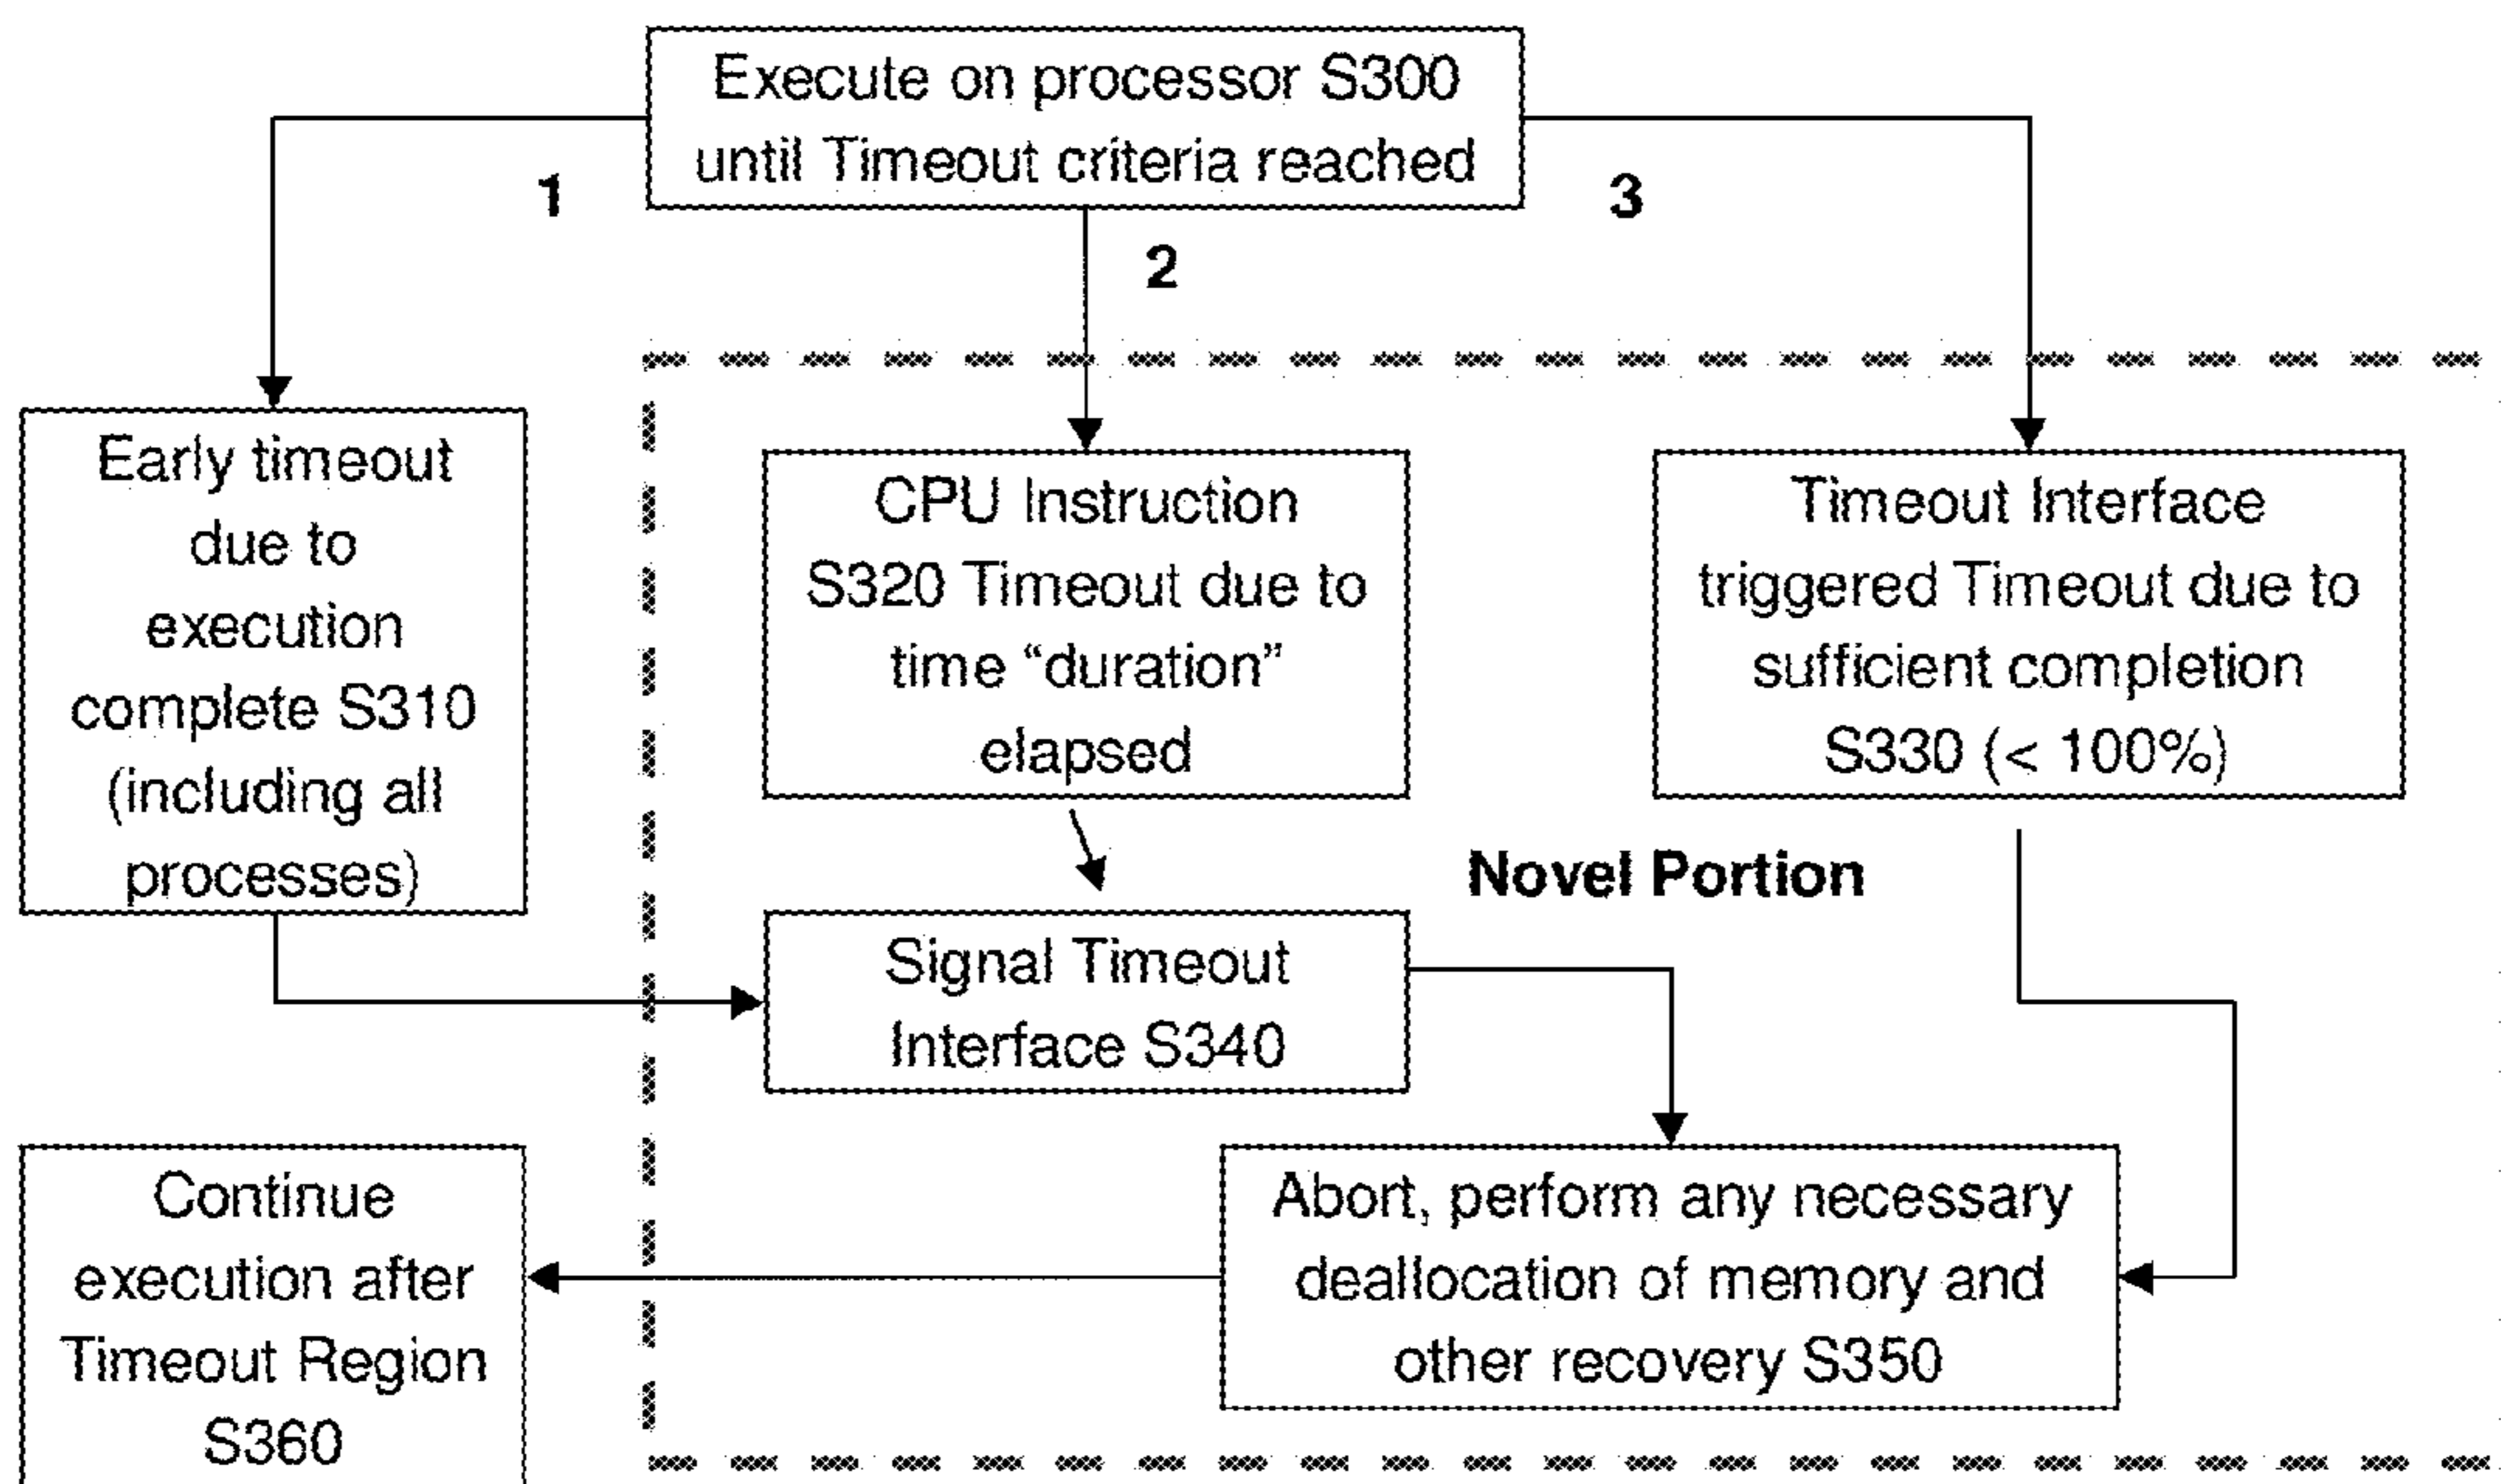 Execute on processor S300
until Timeout criteria reached
1
2
3
Early timeout
due to
execution
complete S310
(including all
processes)
CPU Instruction
S320 Timeout due to
time “duration”
elapsed
Timeout Interface
triggered Timeout due to
sufficient completion
S330 (< 100%)
Novel Portion
Signal Timeout
Interface S340
Abort, perform any necessary
deallocation of memory and
other recovery S350
Continue
execution after
Timeout Region
S360